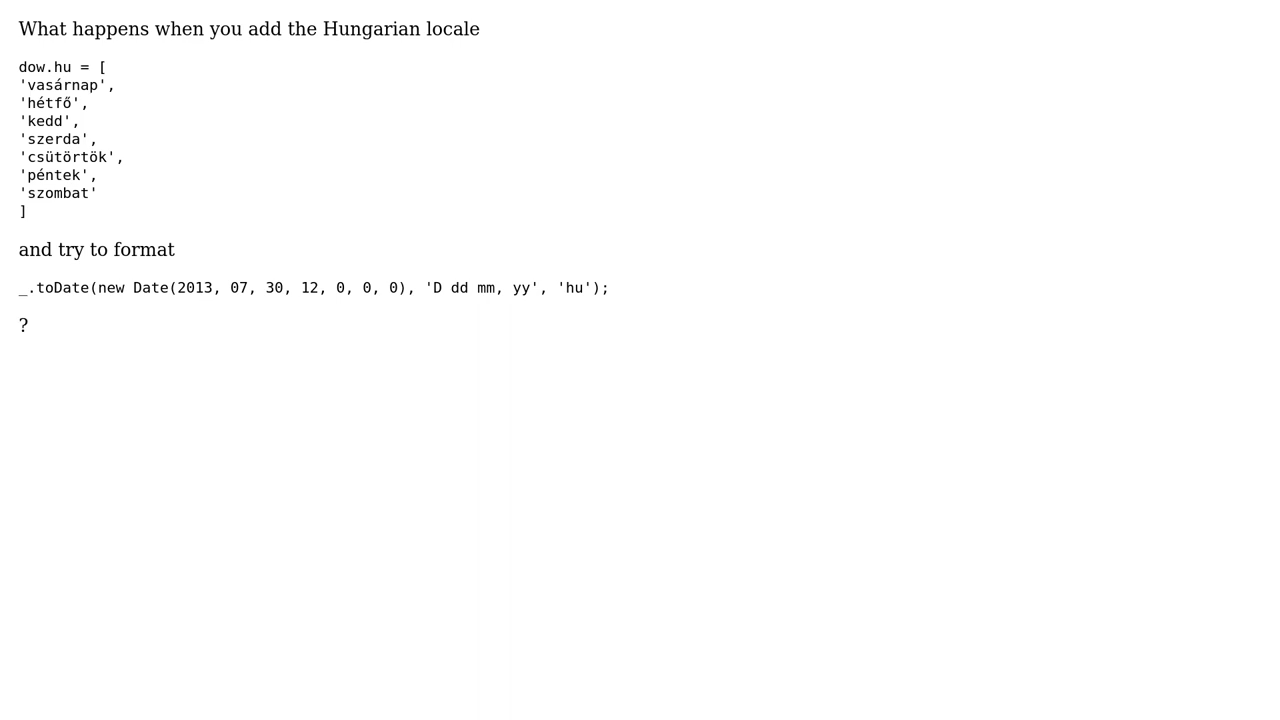 What happens when you add the Hungarian locale
dow.hu = [
'vasárnap',
'hétfő',
'kedd',
'szerda',
'csütörtök',
'péntek',
'szombat'
]
and try to format
_.toDate(new Date(2013, 07, 30, 12, 0, 0, 0), 'D dd mm, yy', 'hu');
?